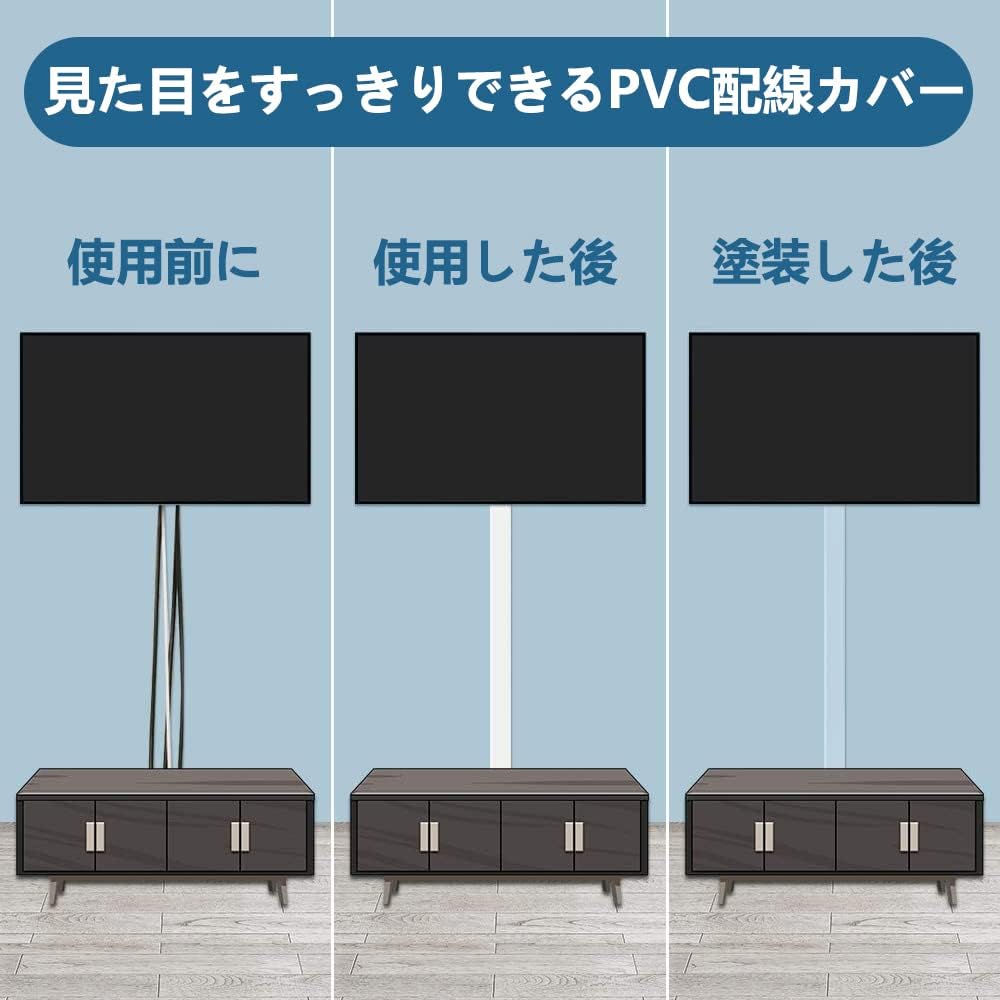 見た目をすっきりできるPVC配線カバー
使用前に
使用した後
塗装した後